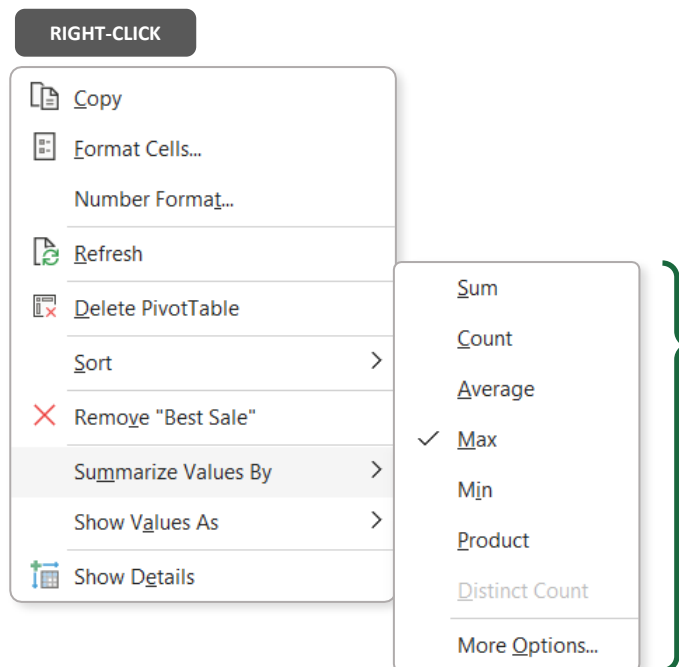 RIGHT-CLICK
Copy
Format Cells...
Number Format...
Refresh
Delete PivotTable
Sort
Remove "Best Sale"
Summarize Values By
Show Values As
Show Details
Sum
Count
Average
Max
Min
Product
Distinct Count
More Options...